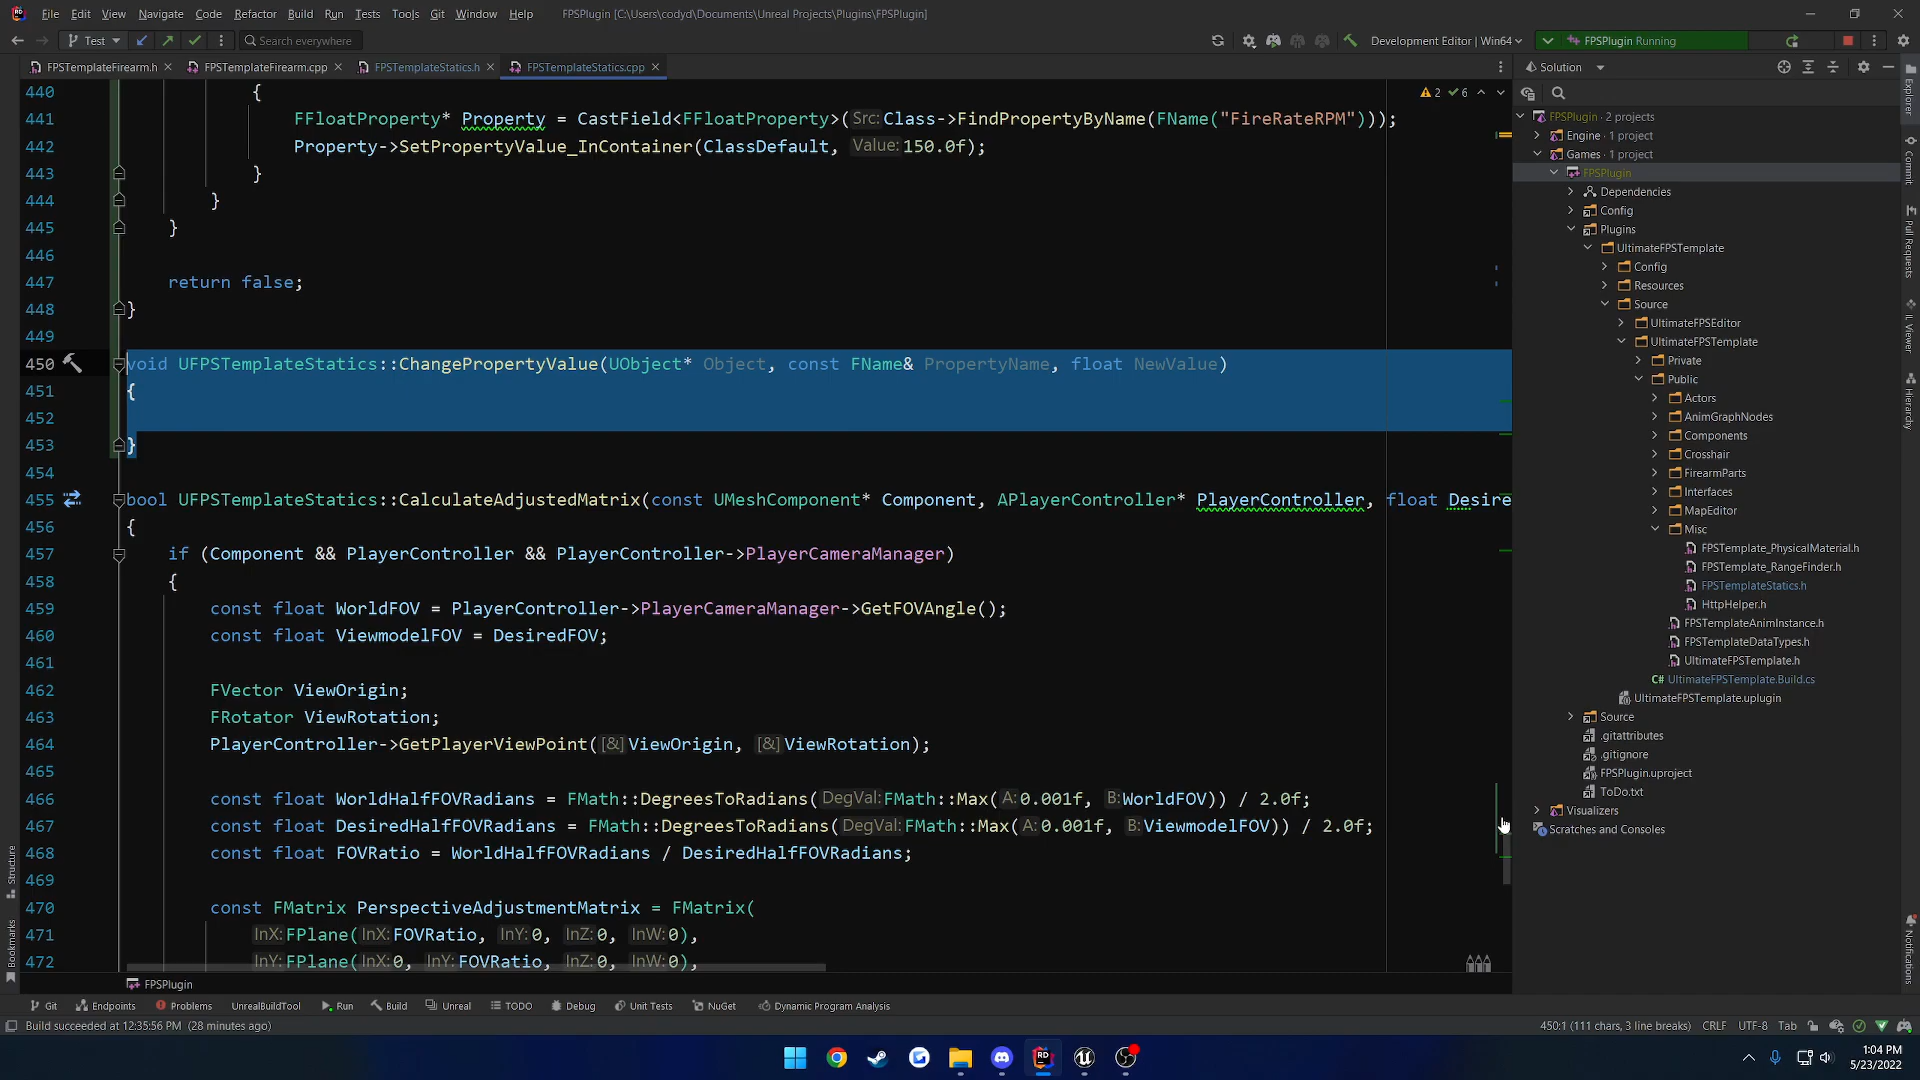 File Edit View Navigate Code Refactor Build Run Tests Tools Git Window Help FPSPlugin [C:\Users\codyd\Documents\Unreal Projects\Plugins\FPSPlugin]
Test Search everywhere Development Editor | Win64 FPSPlugin Running
FPSTemplateFirearm.h FPSTemplateFirearm.cpp FPSTemplateStatics.h FPSTemplateStatics.cpp Solution
440 { 2 6
441 FFloatProperty* Property = CastField<FFloatProperty>(Src:Class->FindPropertyByName(FName("FireRateRPM")));
442 Property->SetPropertyValue_InContainer(ClassDefault, Value:150.0f);
443 }
444 }
445 }
446
447 return false;
448 }
449
450 void UFPSTemplateStatics::ChangePropertyValue(UObject* Object, const FName& PropertyName, float NewValue)
451 {
452
453 }
454
455 bool UFPSTemplateStatics::CalculateAdjustedMatrix(const UMeshComponent* Component, APlayerController* PlayerController, float Desire
456 {
457 if (Component && PlayerController && PlayerController->PlayerCameraManager)
458 {
459 const float WorldFOV = PlayerController->PlayerCameraManager->GetFOVAngle();
460 const float ViewmodelFOV = DesiredFOV;
461
462 FVector ViewOrigin;
463 FRotator ViewRotation;
464 PlayerController->GetPlayerViewPoint([&]ViewOrigin, [&]ViewRotation);
465
466 const float WorldHalfFOVRadians = FMath::DegreesToRadians(DegVal:FMath::Max(A:0.001f, B:WorldFOV)) / 2.0f;
467 const float DesiredHalfFOVRadians = FMath::DegreesToRadians(DegVal:FMath::Max(A:0.001f, B:ViewmodelFOV)) / 2.0f;
468 const float FOVRatio = WorldHalfFOVRadians / DesiredHalfFOVRadians;
469
470 const FMatrix PerspectiveAdjustmentMatrix = FMatrix(
471 InX:FPlane(InX:FOVRatio, InY:0, InZ:0, InW:0),
472 InY:FPlane(InX:0, InY:FOVRatio, InZ:0, InW:0),
FPSPlugin · 2 projects
Engine · 1 project
Games · 1 project
FPSPlugin
Dependencies
Config
Plugins
UltimateFPSTemplate
Config
Resources
Source
UltimateFPSEditor
UltimateFPSTemplate
Private
Public
Actors
AnimGraphNodes
Components
Crosshair
FirearmParts
Interfaces
MapEditor
Misc
FPSTemplate_PhysicalMaterial.h
FPSTemplate_RangeFinder.h
FPSTemplateStatics.h
HttpHelper.h
FPSTemplateAnimInstance.h
FPSTemplateDataTypes.h
UltimateFPSTemplate.h
C# UltimateFPSTemplate.Build.cs
UltimateFPSTemplate.uplugin
Source
.gitattributes
.gitignore
FPSPlugin.uproject
ToDo.txt
Visualizers
Scratches and Consoles
Explorer
Commit
Pull Requests
IL Viewer
Hierarchy
Notifications
Structure
Bookmarks
FPSPlugin
Git Endpoints Problems UnrealBuildTool Run Build Unreal TODO Debug Unit Tests NuGet Dynamic Program Analysis
Build succeeded at 12:35:56 PM (28 minutes ago) 450:1 (111 chars, 3 line breaks) CRLF UTF-8 Tab
RD
1:04 PM
5/23/2022